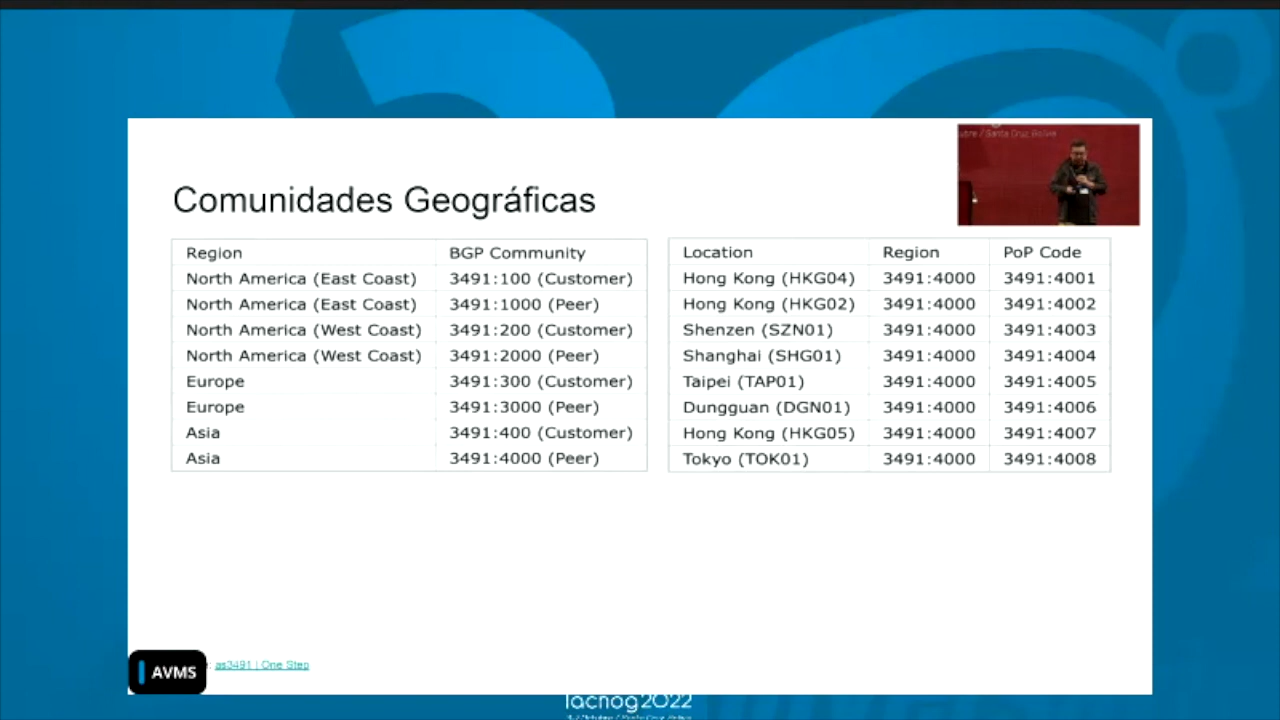 ubre / Santa Cruz Bolivia
Comunidades Geográficas
Region BGP Community
North America (East Coast) 3491:100 (Customer)
North America (East Coast) 3491:1000 (Peer)
North America (West Coast) 3491:200 (Customer)
North America (West Coast) 3491:2000 (Peer)
Europe 3491:300 (Customer)
Europe 3491:3000 (Peer)
Asia 3491:400 (Customer)
Asia 3491:4000 (Peer)
Location Region PoP Code
Hong Kong (HKG04) 3491:4000 3491:4001
Hong Kong (HKG02) 3491:4000 3491:4002
Shenzen (SZN01) 3491:4000 3491:4003
Shanghai (SHG01) 3491:4000 3491:4004
Taipei (TAP01) 3491:4000 3491:4005
Dungguan (DGN01) 3491:4000 3491:4006
Hong Kong (HKG05) 3491:4000 3491:4007
Tokyo (TOK01) 3491:4000 3491:4008
AVMS
: as3491 | One Step
lacnog2022